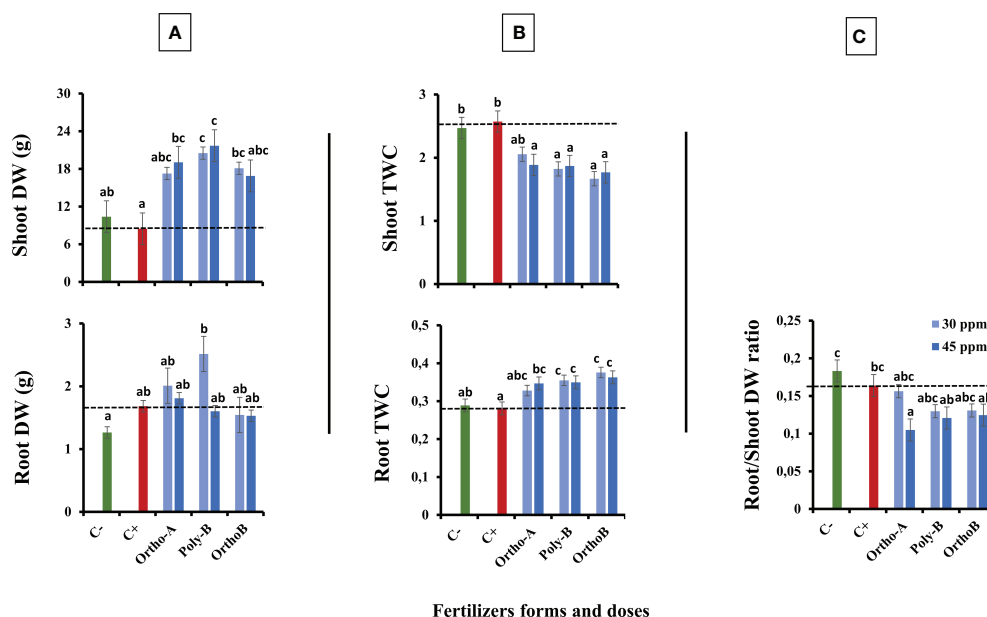 A
B
C
Shoot DW (g)
30
24
18
12
6
0
ab
a
abc
bc
c
c
bc
abc
Root DW (g)
3
2
1
0
a
ab
ab
ab
b
ab
ab
ab
C-
C+
Ortho-A
Poly-B
OrthoB
Shoot TWC
3
2
1
0
b
b
ab
a
a
a
a
a
Root TWC
0,5
0,4
0,3
0,2
0,1
0
ab
a
abc
bc
c
c
c
c
C-
C+
Ortho-A
Poly-B
OrthoB
Root/Shoot DW ratio
0,2
0,15
0,1
0,05
0
30 ppm
45 ppm
c
bc
abc
a
abc
ab
abc
ab
C-
C+
Ortho-A
Poly-B
OrthoB
Fertilizers forms and doses